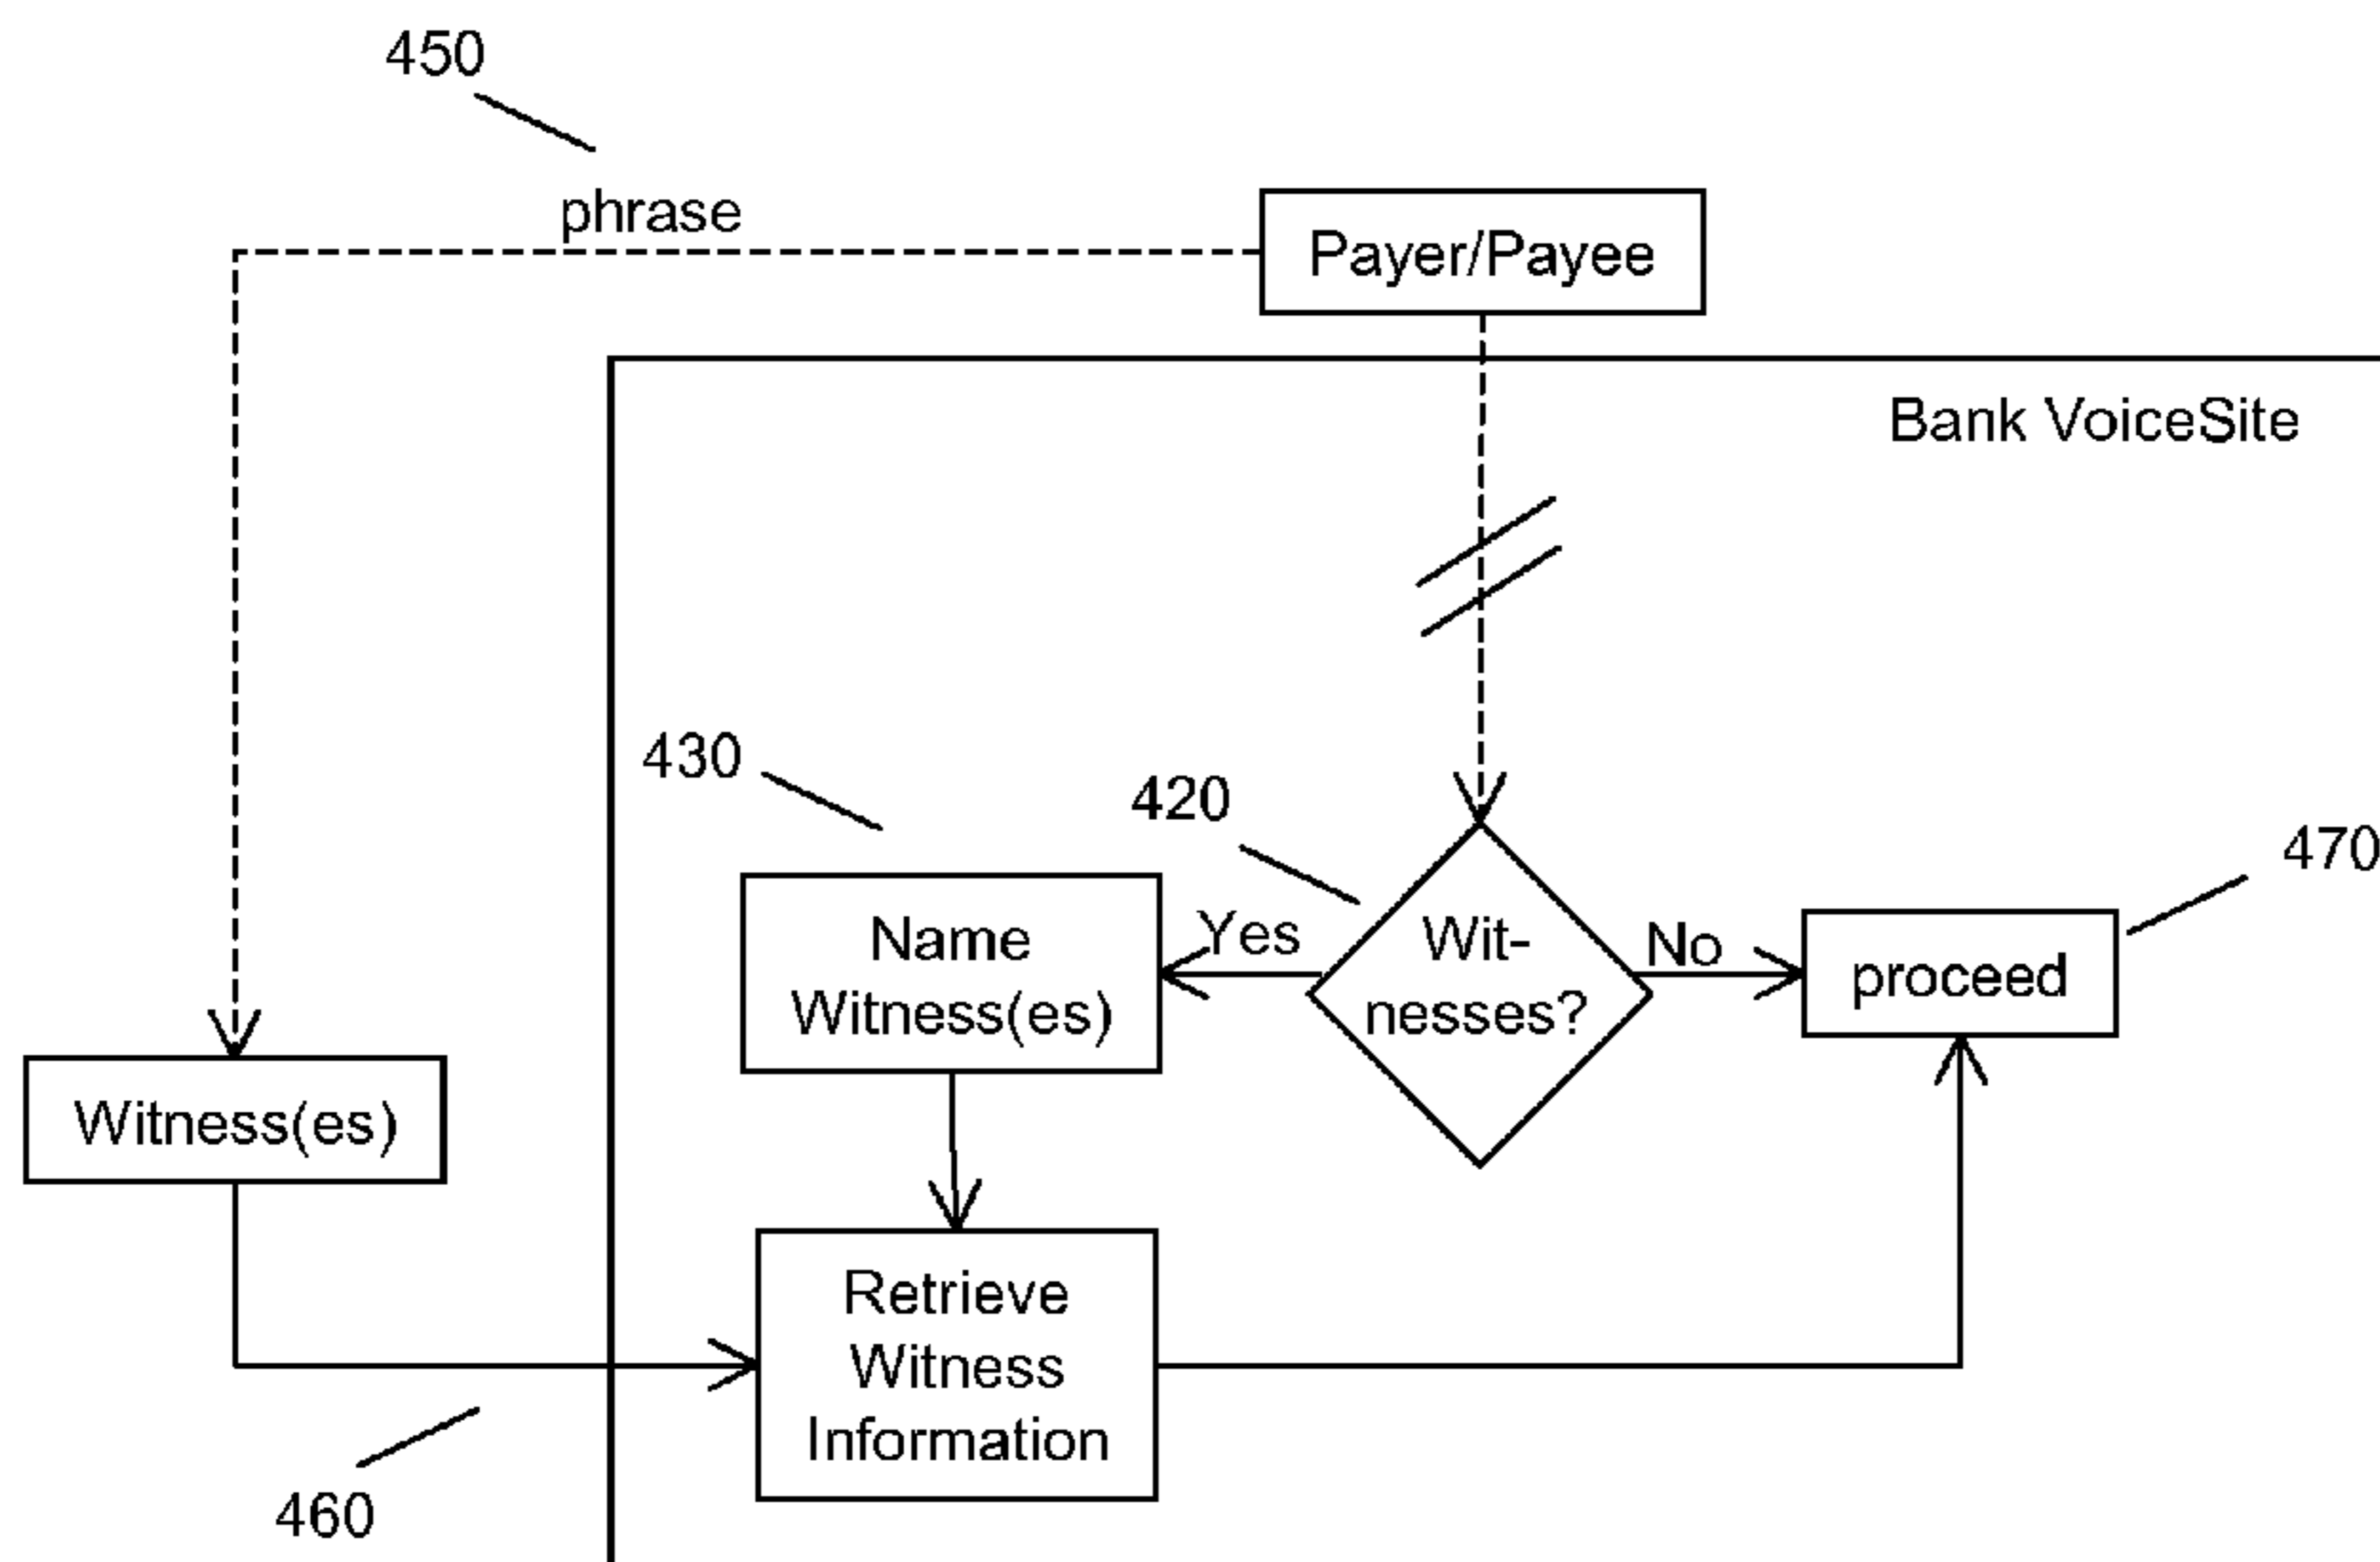 450
phrase
Payer/Payee
Bank VoiceSite
430
420
470
Name
Witness(es)
Yes
Wit-
nesses?
No
proceed
Witness(es)
Retrieve
Witness
Information
460